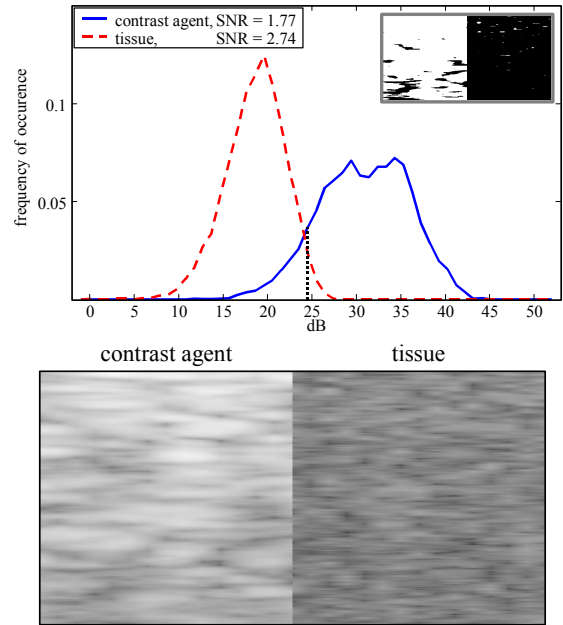 contrast agent, SNR = 1.77
tissue, SNR = 2.74
frequency of occurence
0.1
0.05
0 5 10 15 20 25 30 35 40 45 50
dB
contrast agent tissue